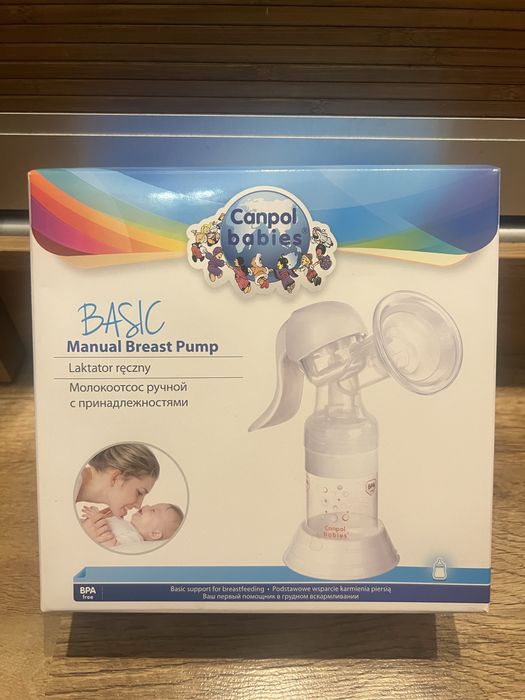 Canpol
babies®
BASIC
Manual Breast Pump
Laktator ręczny
Молокоотсос ручной
с принадлежностями
BPA
Canpol
babies
BPA
free
Basic support for breastfeeding • Podstawowe wsparcie karmienia piersią
Ваш первый помощник в грудном вскармливании